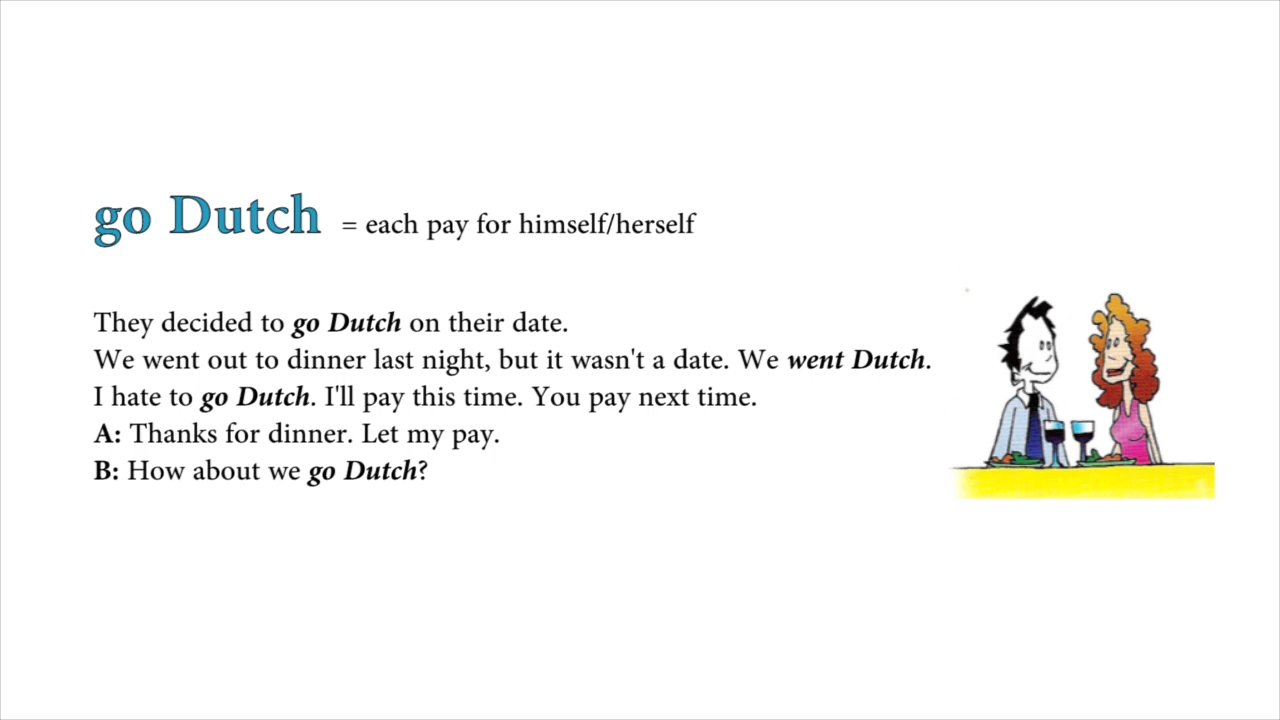 go Dutch = each pay for himself/herself
They decided to go Dutch on their date.
We went out to dinner last night, but it wasn't a date. We went Dutch.
I hate to go Dutch. I'll pay this time. You pay next time.
A: Thanks for dinner. Let my pay.
B: How about we go Dutch?